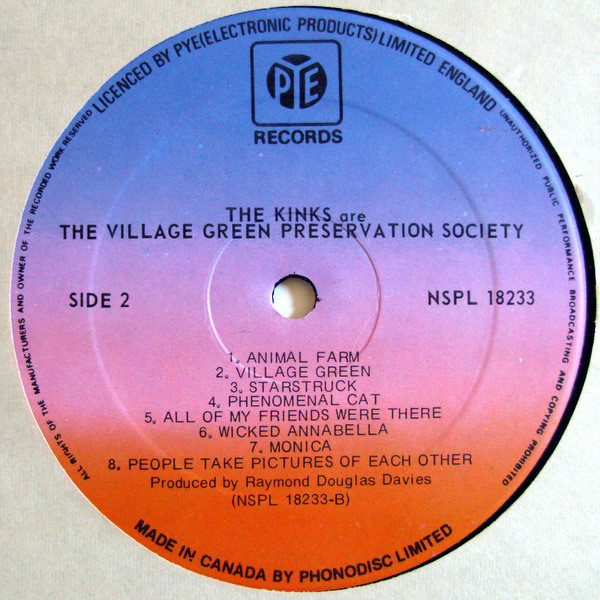 LICENCED BY PYE(ELECTRONIC PRODUCTS)LIMITED ENGLAND
UNAUTHORIZED PUBLIC PERFORMANCE BROADCASTING AND COPYING PROHIBITED
ALL RIGHTS OF THE MANUFACTURERS AND OWNER OF THE RECORDED WORK RESERVED
PYE
RECORDS
THE KINKS are
THE VILLAGE GREEN PRESERVATION SOCIETY
SIDE 2
NSPL 18233
1. ANIMAL FARM
2. VILLAGE GREEN
3. STARSTRUCK
4. PHENOMENAL CAT
5. ALL OF MY FRIENDS WERE THERE
6. WICKED ANNABELLA
7. MONICA
8. PEOPLE TAKE PICTURES OF EACH OTHER
Produced by Raymond Douglas Davies
(NSPL 18233-B)
MADE IN CANADA BY PHONODISC LIMITED